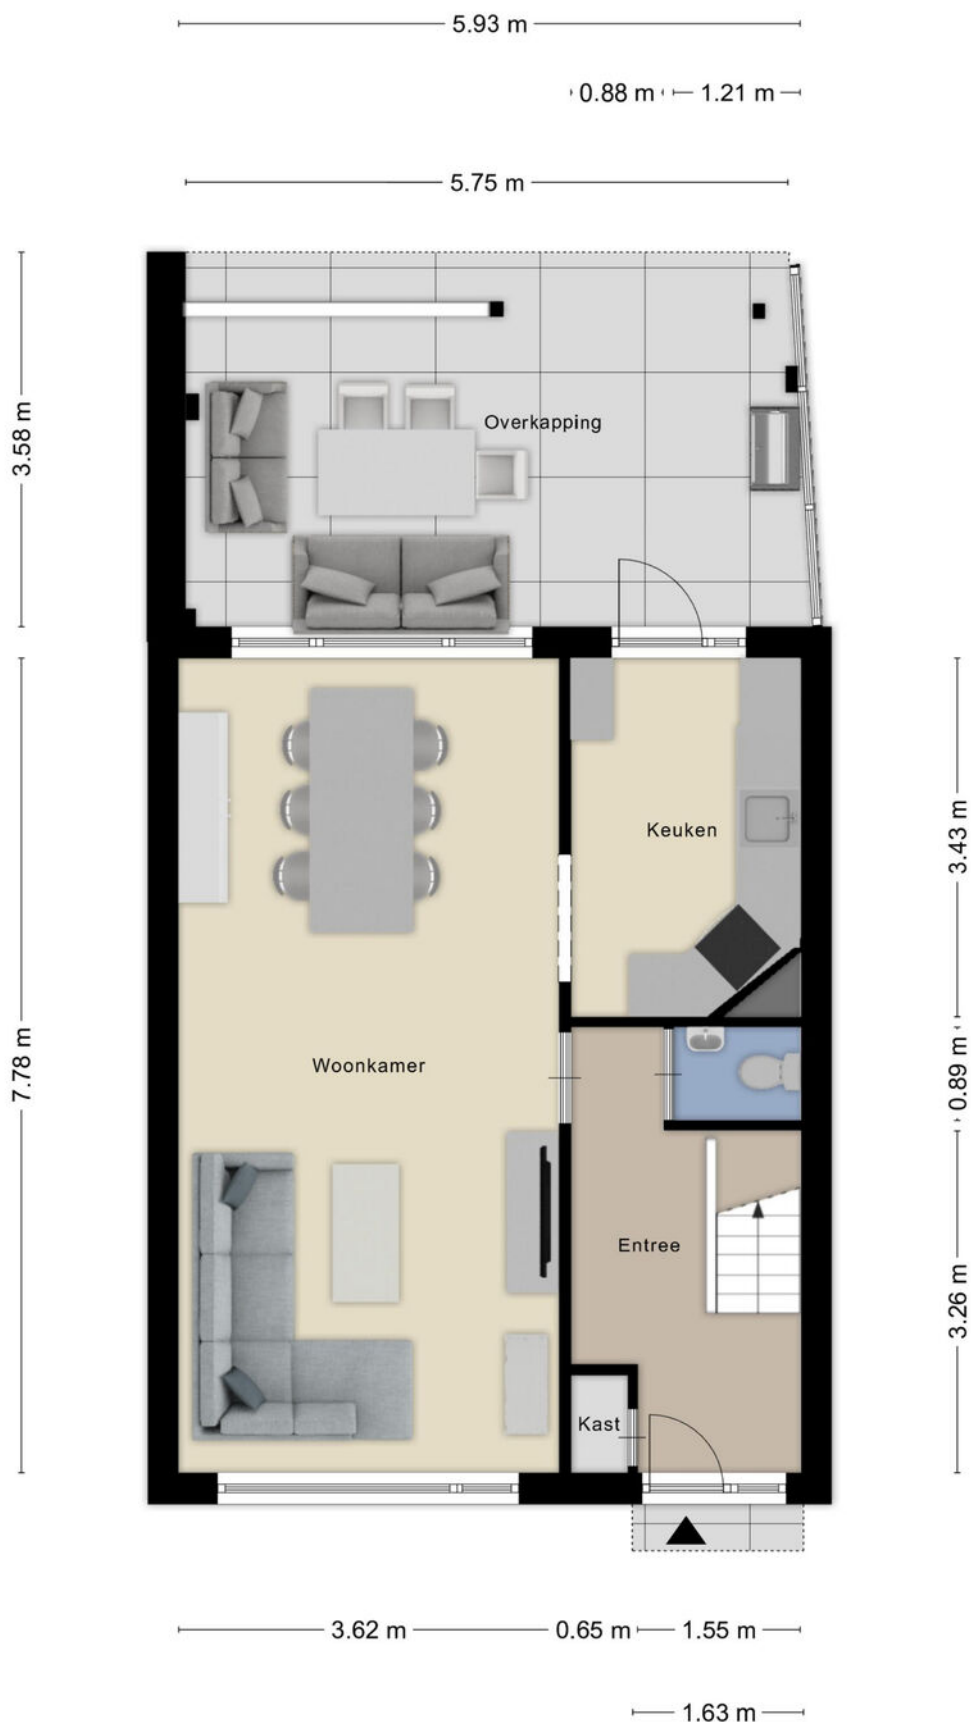 5.93 m
0.88 m
1.21 m
5.75 m
3.58 m
Overkapping
Keuken
3.43 m
Woonkamer
7.78 m
0.89 m
Entree
3.26 m
Kast
3.62 m
0.65 m
1.55 m
1.63 m